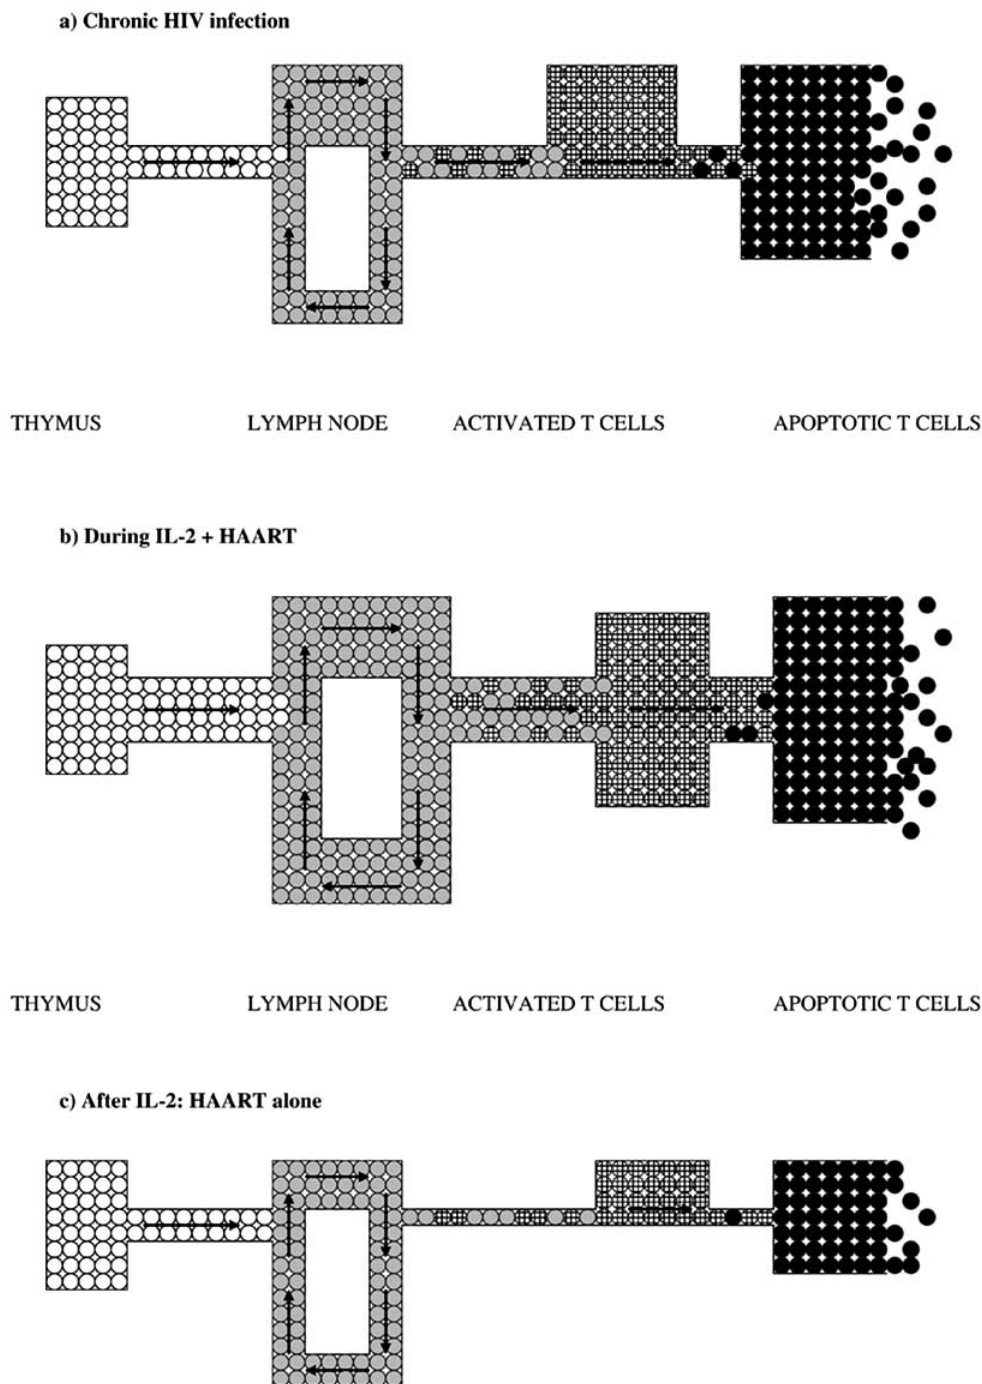 a) Chronic HIV infection
THYMUS LYMPH NODE ACTIVATED T CELLS APOPTOTIC T CELLS
b) During IL-2 + HAART
THYMUS LYMPH NODE ACTIVATED T CELLS APOPTOTIC T CELLS
c) After IL-2: HAART alone